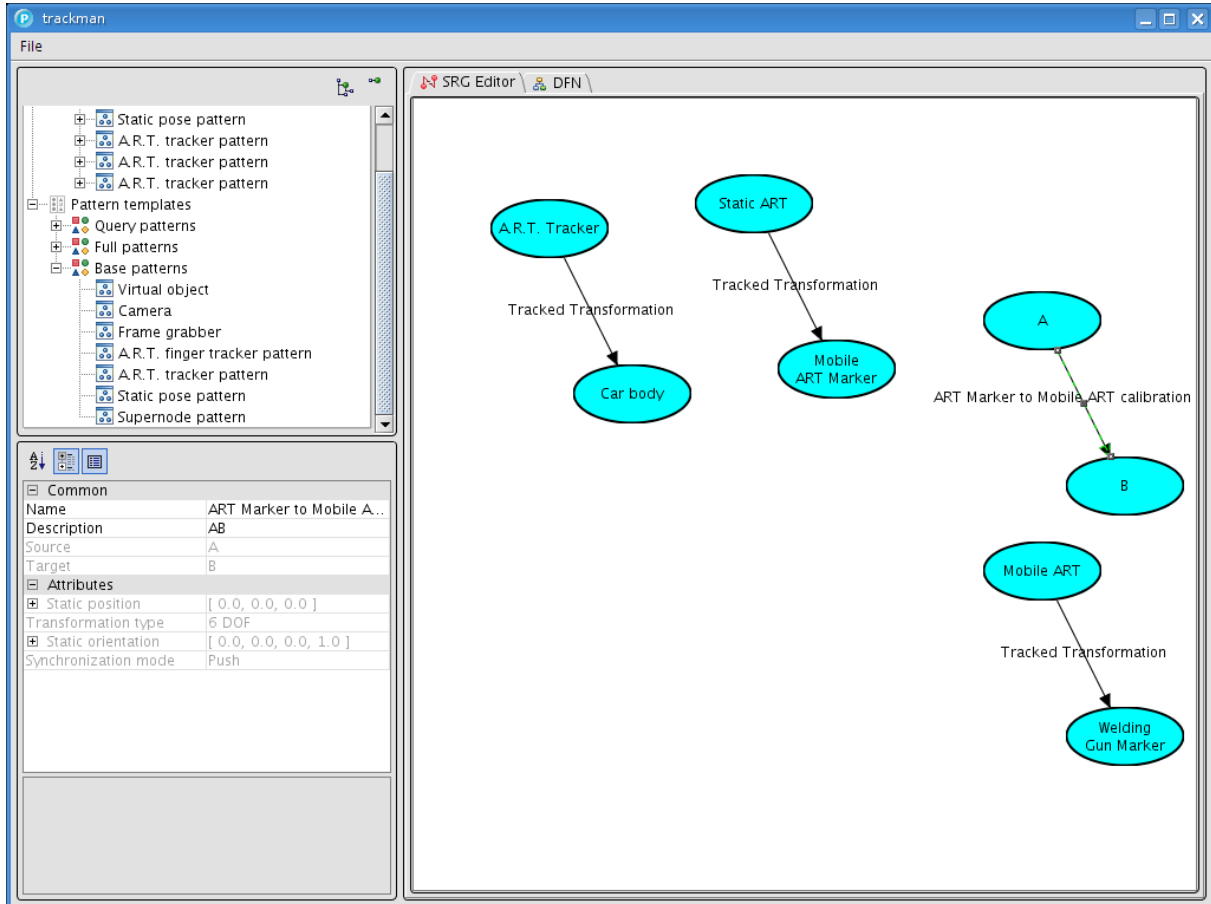 trackman
File
Static pose pattern
A.R.T. tracker pattern
A.R.T. tracker pattern
A.R.T. tracker pattern
Pattern templates
Query patterns
Full patterns
Base patterns
Virtual object
Camera
Frame grabber
A.R.T. finger tracker pattern
A.R.T. tracker pattern
Static pose pattern
Supernode pattern
Common
Name ART Marker to Mobile A...
Description AB
Source A
Target B
Attributes
Static position [ 0.0, 0.0, 0.0 ]
Transformation type 6 DOF
Static orientation [ 0.0, 0.0, 0.0, 1.0 ]
Synchronization mode Push
SRG Editor DFN
A.R.T. Tracker
Tracked Transformation
Car body
Static ART
Tracked Transformation
Mobile
ART Marker
A
ART Marker to Mobile ART calibration
B
Mobile ART
Tracked Transformation
Welding
Gun Marker